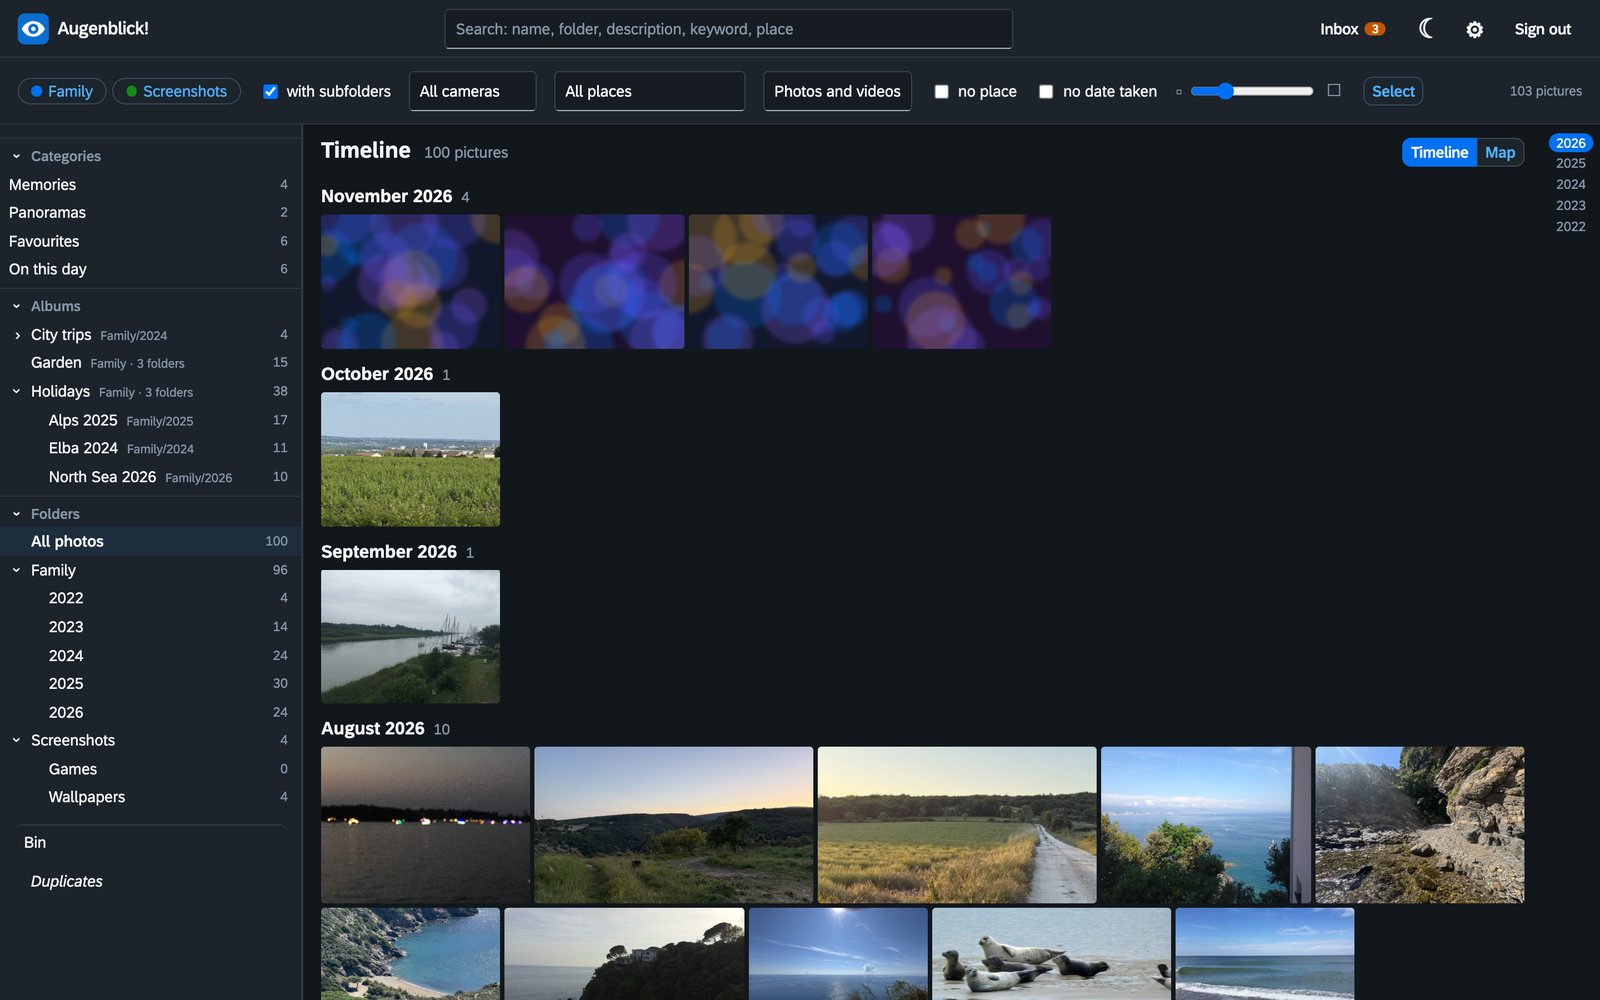 Augenblick!
Search: name, folder, description, keyword, place
Inbox 3
Sign out
Family
Screenshots
with subfolders
All cameras
All places
Photos and videos
no place
no date taken
Select
103 pictures
Categories
Memories 4
Panoramas 2
Favourites 6
On this day 6
Albums
City trips Family/2024 4
Garden Family · 3 folders 15
Holidays Family · 3 folders 38
Alps 2025 Family/2025 17
Elba 2024 Family/2024 11
North Sea 2026 Family/2026 10
Folders
All photos 100
Family 96
2022 4
2023 14
2024 24
2025 30
2026 24
Screenshots 4
Games 0
Wallpapers 4
Bin
Duplicates
Timeline 100 pictures
Timeline Map
November 2026 4
October 2026 1
September 2026 1
August 2026 10
2026
2025
2024
2023
2022